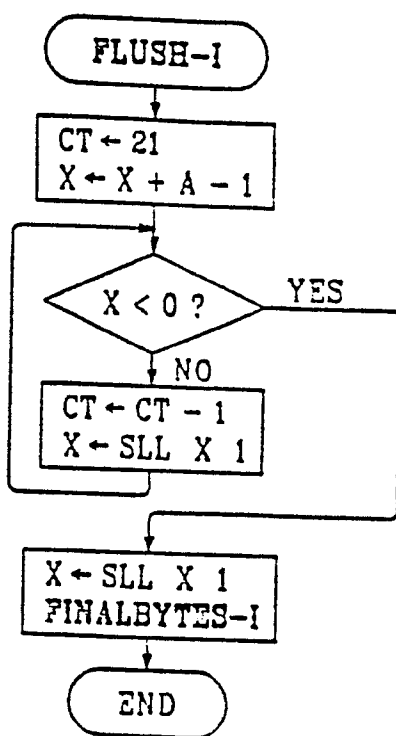 FLUSH-I
CT ← 21
X ← X + A - 1
X < 0 ?
YES
NO
CT ← CT - 1
X ← SLL X 1
X ← SLL X 1
FINALBYTES-I
END